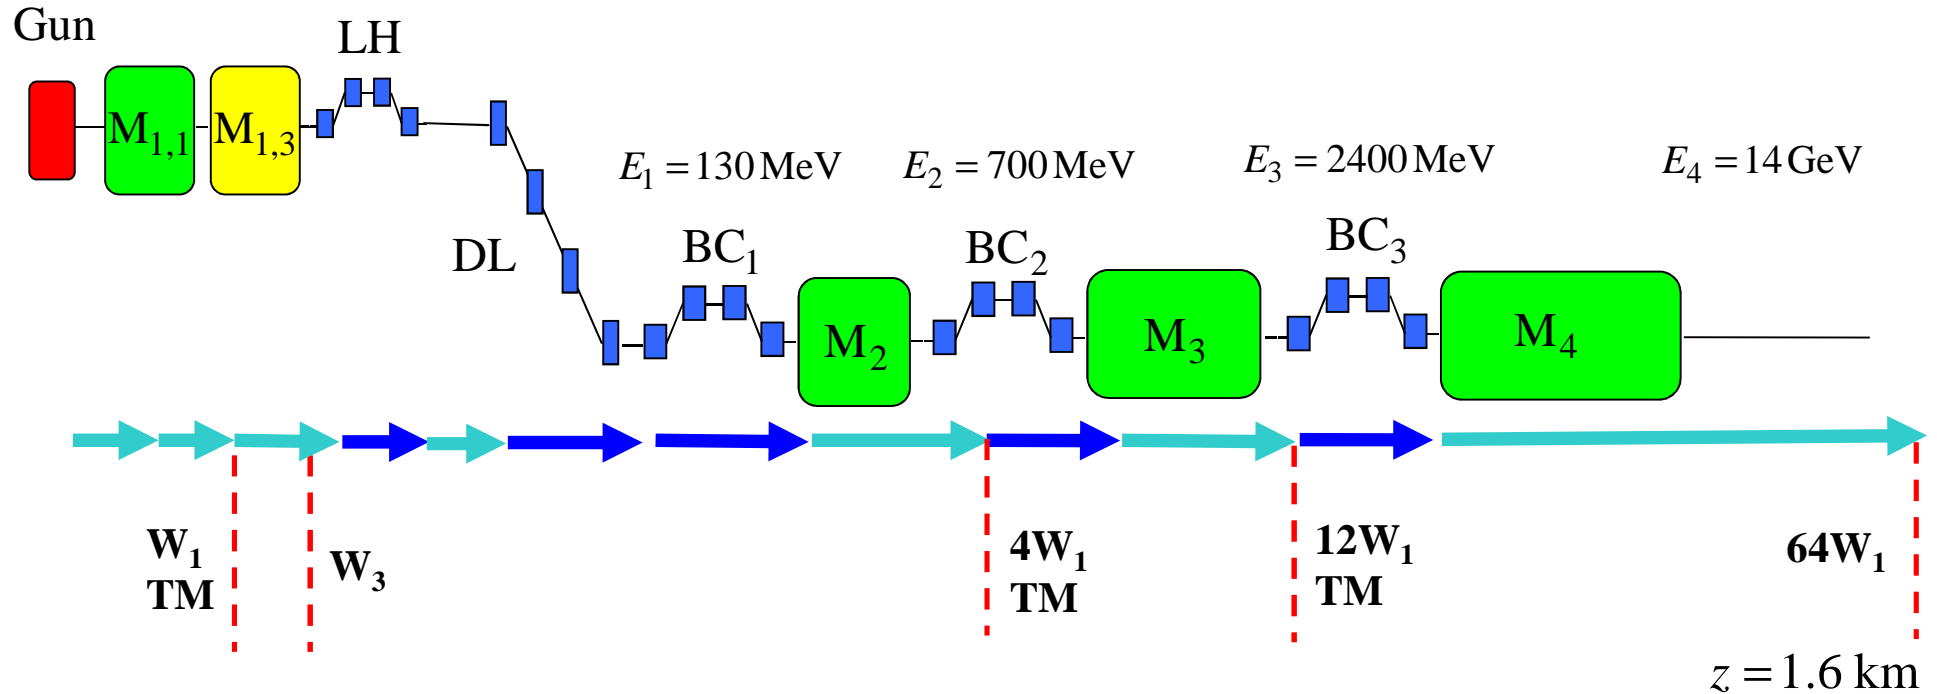 Gun
LH
M1,1
M1,3
E1 = 130 MeV
E2 = 700 MeV
E3 = 2400 MeV
E4 = 14 GeV
DL
BC1
BC2
BC3
M2
M3
M4
W1
TM
W3
4W1
TM
12W1
TM
64W1
z = 1.6 km